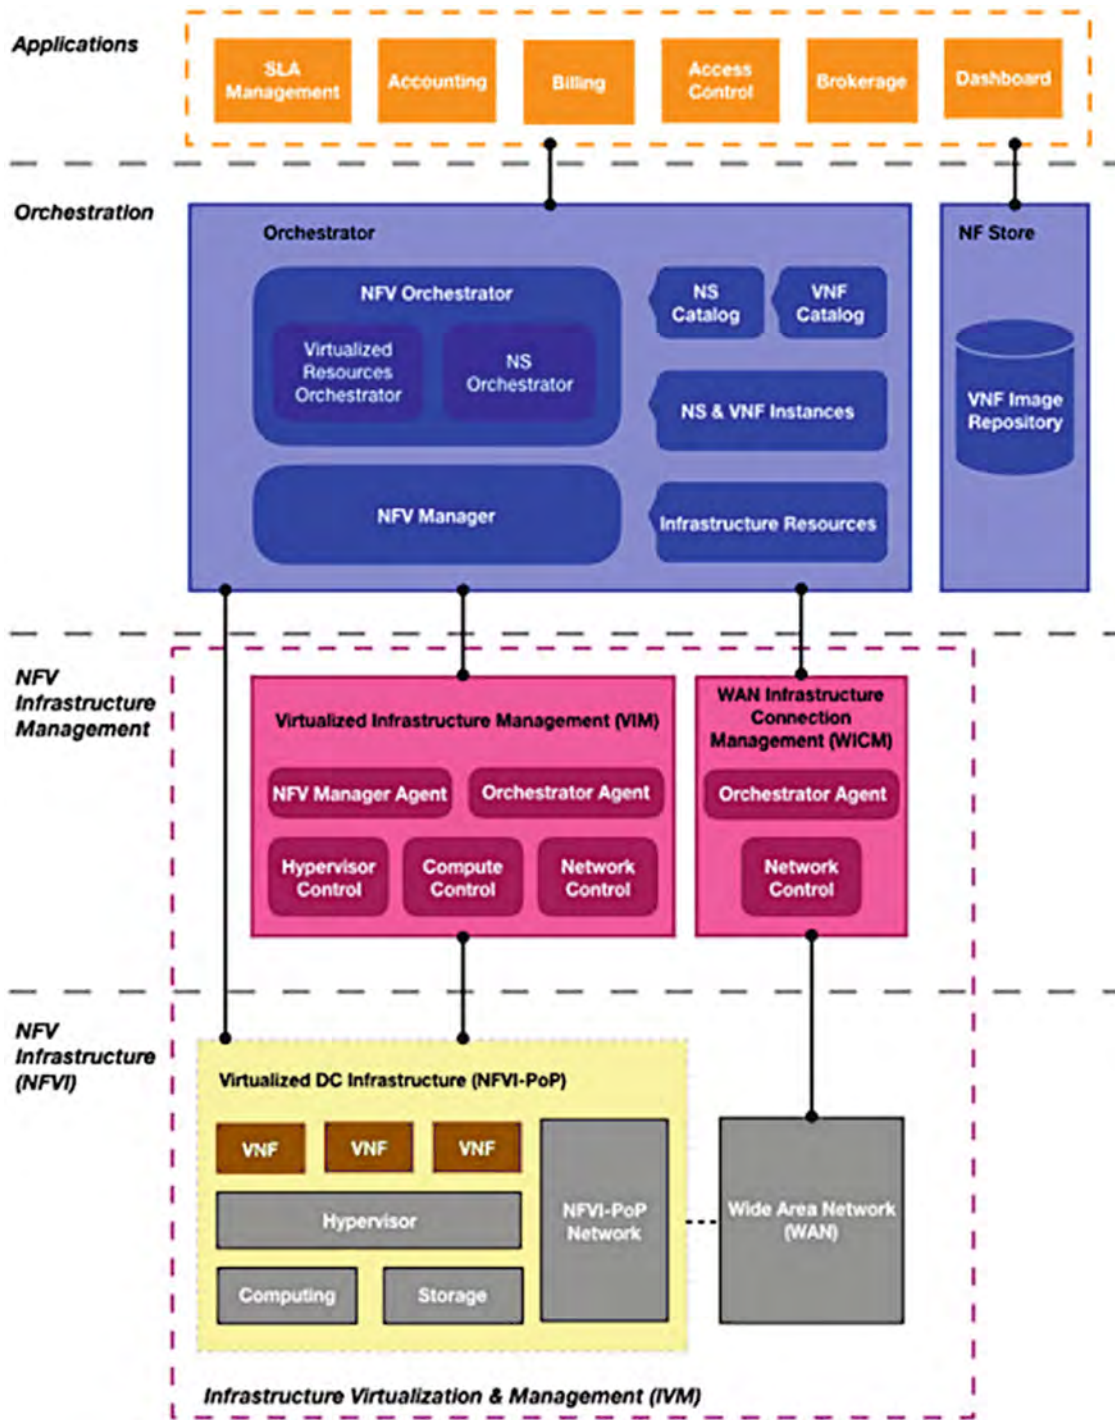 Applications
SLA
Management
Accounting
Billing
Access
Control
Brokerage
Dashboard
Orchestration
Orchestrator
NFV Orchestrator
Virtualized
Resources
Orchestrator
NS
Orchestrator
NS
Catalog
VNF
Catalog
NS & VNF Instances
NFV Manager
Infrastructure Resources
NF Store
VNF Image
Repository
NFV
Infrastructure
Management
Virtualized Infrastructure Management (VIM)
NFV Manager Agent
Orchestrator Agent
Hypervisor
Control
Compute
Control
Network
Control
WAN Infrastructure
Connection
Management (WICM)
Orchestrator Agent
Network
Control
NFV
Infrastructure
(NFVI)
Virtualized DC Infrastructure (NFVI-PoP)
VNF
VNF
VNF
Hypervisor
Computing
Storage
NFVI-PoP
Network
Wide Area Network
(WAN)
Infrastructure Virtualization & Management (IVM)